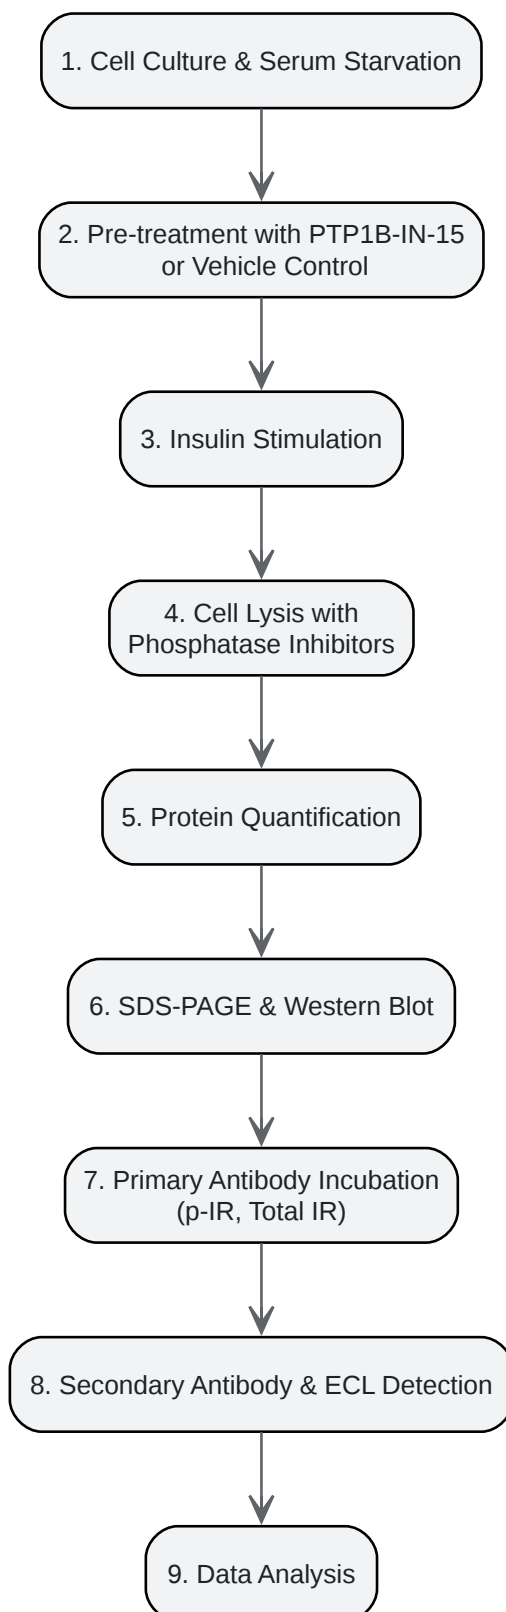 1. Cell Culture & Serum Starvation
2. Pre-treatment with PTP1B-IN-15
or Vehicle Control
3. Insulin Stimulation
4. Cell Lysis with
Phosphatase Inhibitors
5. Protein Quantification
6. SDS-PAGE & Western Blot
7. Primary Antibody Incubation
(p-IR, Total IR)
8. Secondary Antibody & ECL Detection
9. Data Analysis